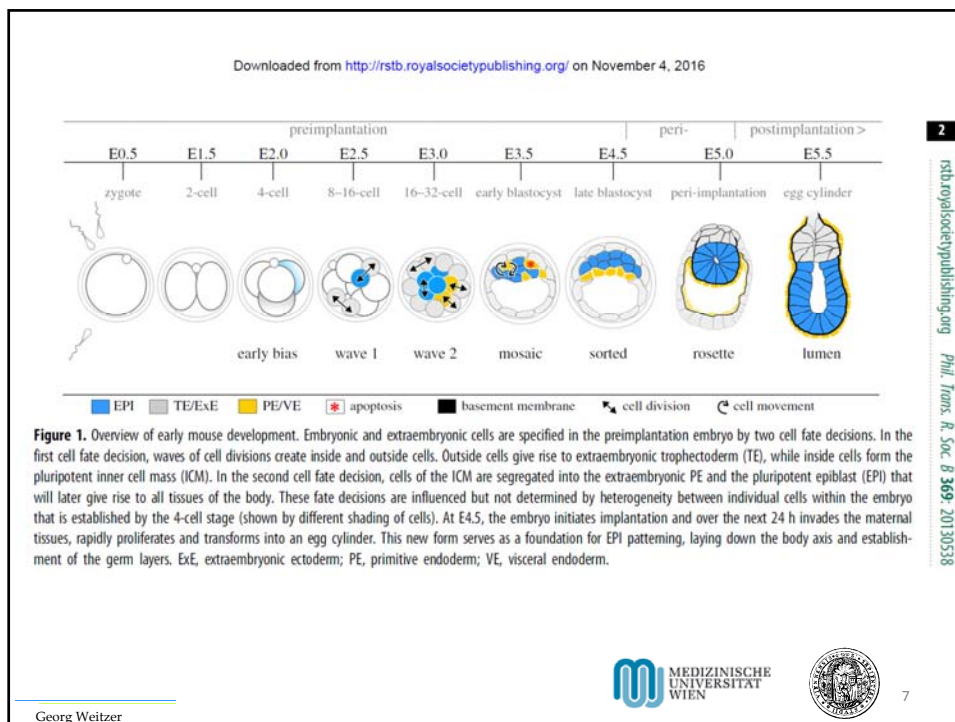 Downloaded from http://rstb.royalsocietypublishing.org/ on November 4, 2016
preimplantation peri- postimplantation >
E0.5 E1.5 E2.0 E2.5 E3.0 E3.5 E4.5 E5.0 E5.5
zygote 2-cell 4-cell 8–16-cell 16–32-cell early blastocyst late blastocyst peri-implantation egg cylinder
early bias wave 1 wave 2 mosaic sorted rosette lumen
EPI TE/ExE PE/VE apoptosis basement membrane cell division cell movement
Figure 1. Overview of early mouse development. Embryonic and extraembryonic cells are specified in the preimplantation embryo by two cell fate decisions. In the
first cell fate decision, waves of cell divisions create inside and outside cells. Outside cells give rise to extraembryonic trophectoderm (TE), while inside cells form the
pluripotent inner cell mass (ICM). In the second cell fate decision, cells of the ICM are segregated into the extraembryonic PE and the pluripotent epiblast (EPI) that
will later give rise to all tissues of the body. These fate decisions are influenced but not determined by heterogeneity between individual cells within the embryo
that is established by the 4-cell stage (shown by different shading of cells). At E4.5, the embryo initiates implantation and over the next 24 h invades the maternal
tissues, rapidly proliferates and transforms into an egg cylinder. This new form serves as a foundation for EPI patterning, laying down the body axis and establish-
ment of the germ layers. ExE, extraembryonic ectoderm; PE, primitive endoderm; VE, visceral endoderm.
2
rstb.royalsocietypublishing.org Phil. Trans. R. Soc. B 369: 20130538
MEDIZINISCHE
UNIVERSITÄT
WIEN
7
Georg Weitzer